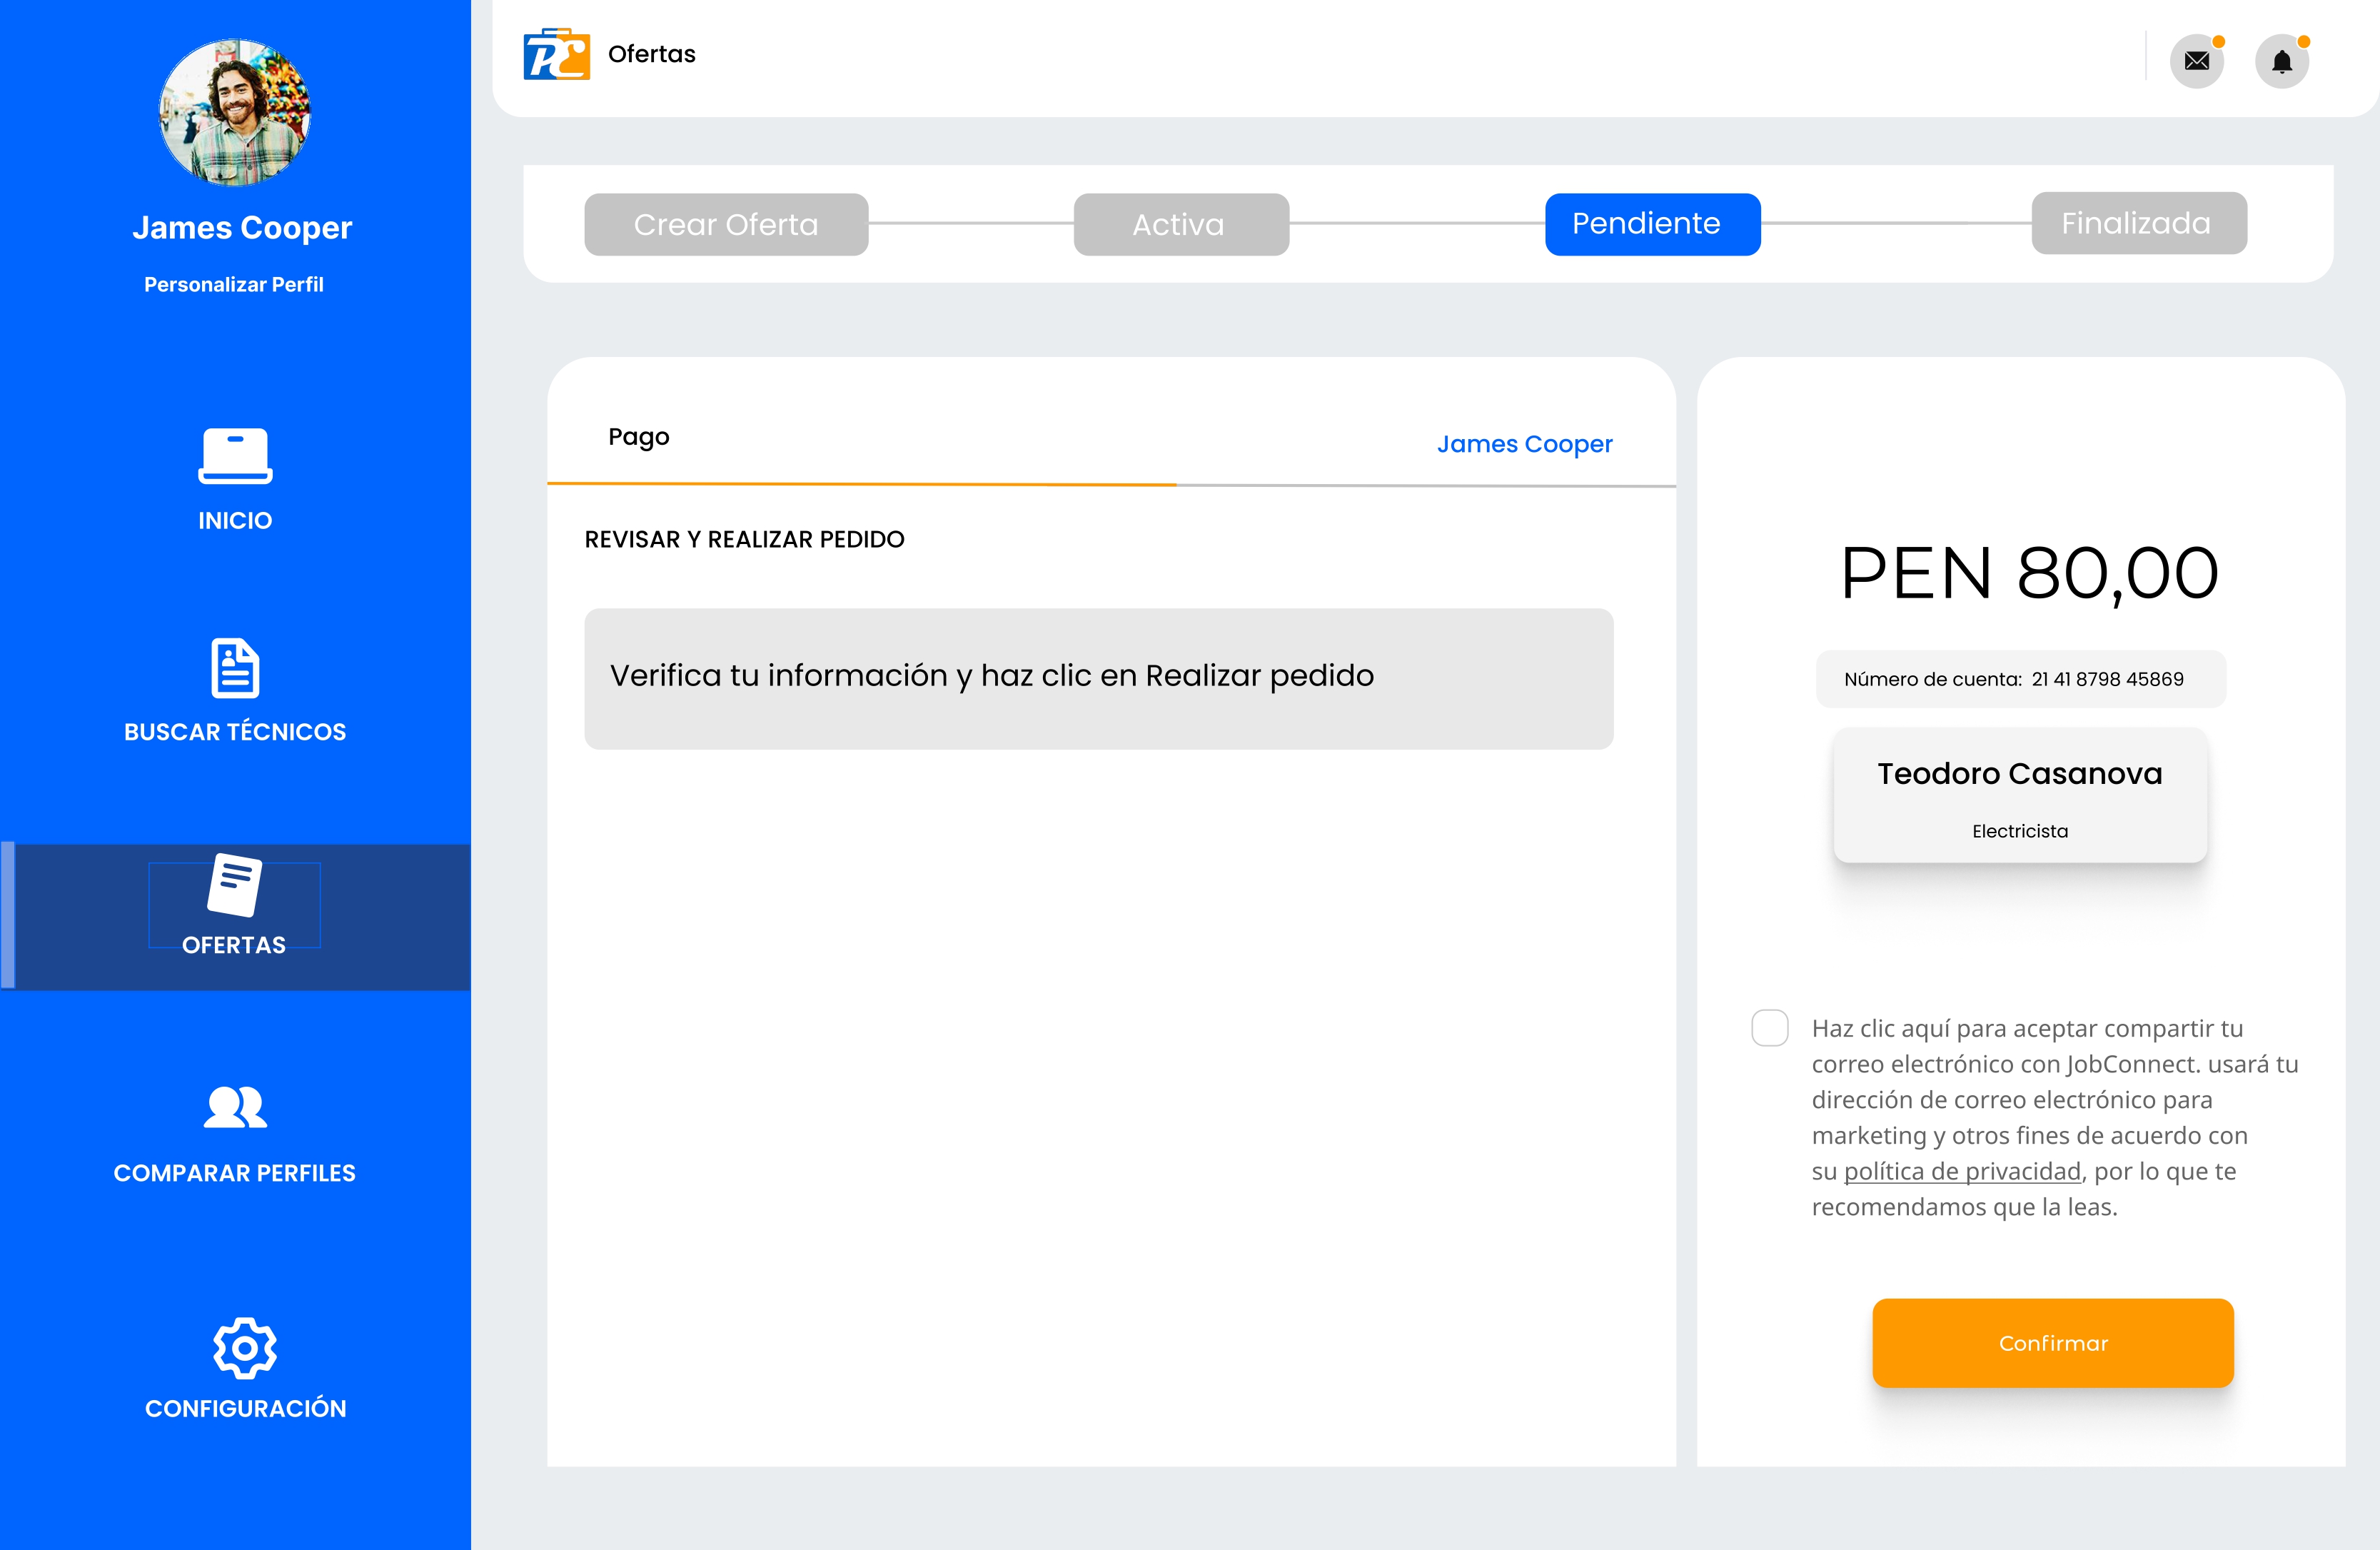 James Cooper
Personalizar Perfil
INICIO
BUSCAR TÉCNICOS
OFERTAS
COMPARAR PERFILES
CONFIGURACIÓN
Ofertas
Crear Oferta
Activa
Pendiente
Finalizada
Pago
James Cooper
REVISAR Y REALIZAR PEDIDO
Verifica tu información y haz clic en Realizar pedido
PEN 80,00
Número de cuenta: 21 41 8798 45869
Teodoro Casanova
Electricista
Haz clic aquí para aceptar compartir tu
correo electrónico con JobConnect. usará tu
dirección de correo electrónico para
marketing y otros fines de acuerdo con
su política de privacidad, por lo que te
recomendamos que la leas.
Confirmar